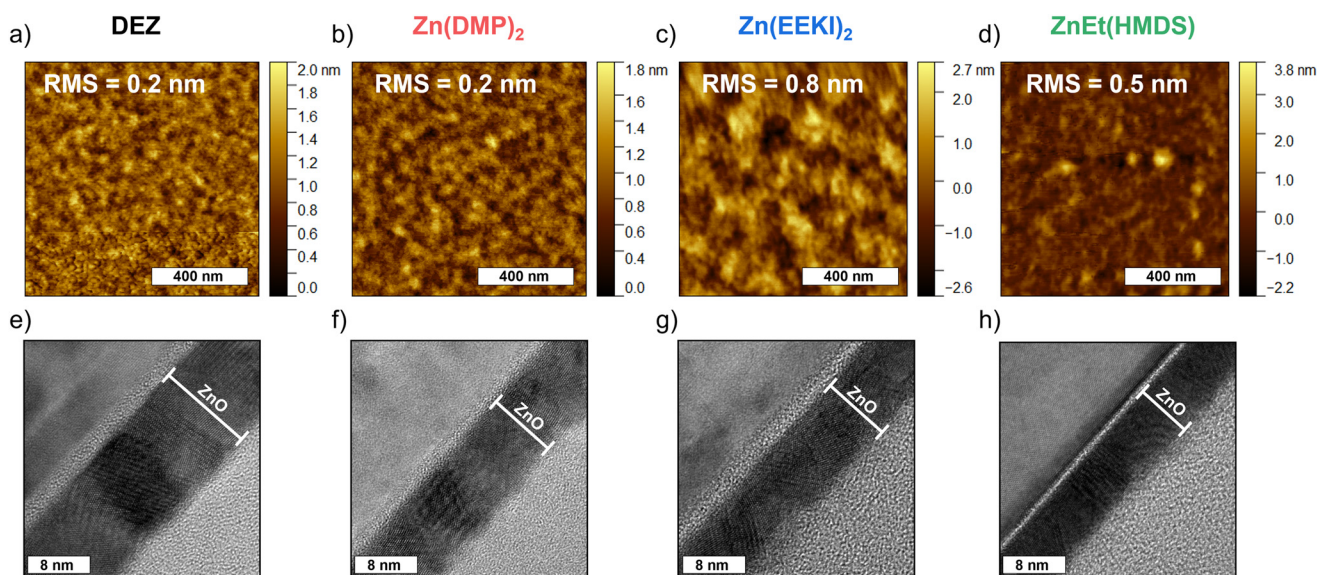 DEZ
Zn(DMP)₂
Zn(EEKI)₂
ZnEt(HMDS)
a)
RMS = 0.2 nm
400 nm
2.0 nm
1.8
1.6
1.4
1.2
1.0
0.8
0.6
0.4
0.2
0.0
b)
RMS = 0.2 nm
400 nm
1.8 nm
1.6
1.4
1.2
1.0
0.8
0.6
0.4
0.2
0.0
c)
RMS = 0.8 nm
400 nm
2.7 nm
2.0
1.0
0.0
−1.0
−2.6
d)
RMS = 0.5 nm
400 nm
3.8 nm
3.0
2.0
1.0
0.0
−1.0
−2.2
e)
ZnO
8 nm
f)
ZnO
8 nm
g)
ZnO
8 nm
h)
ZnO
8 nm